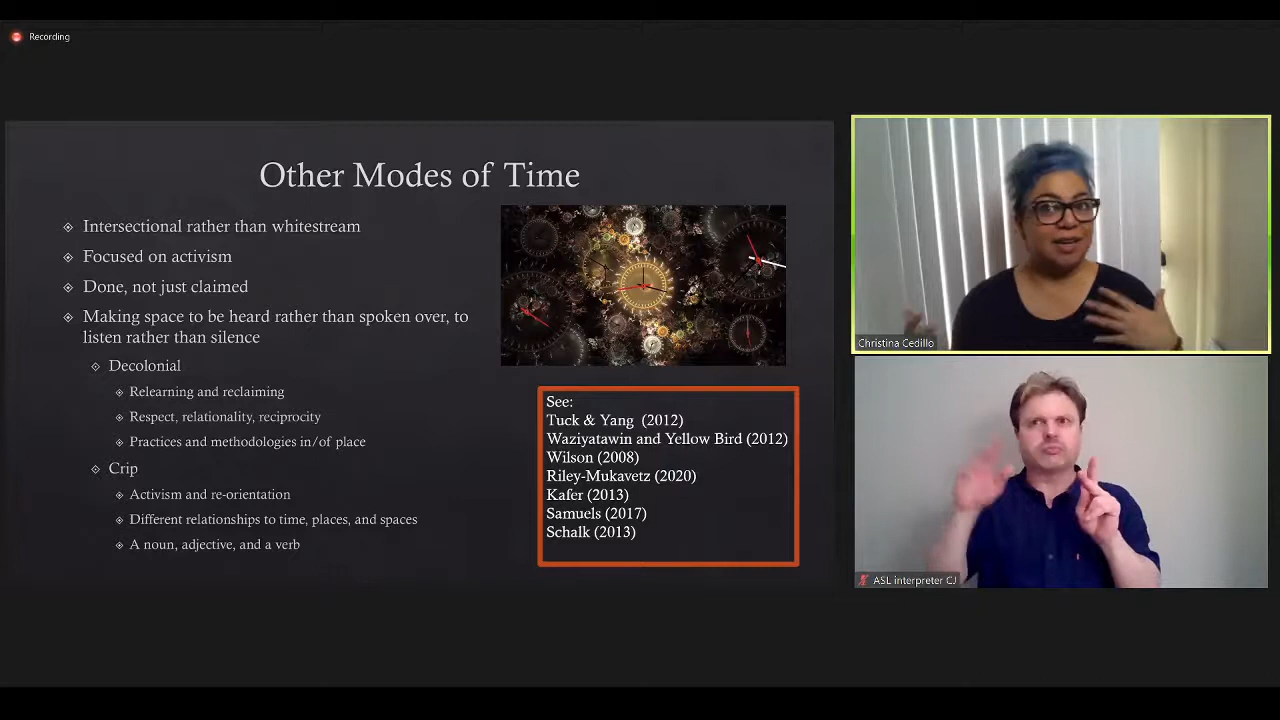 Recording
Other Modes of Time
Intersectional rather than whitestream
Focused on activism
Done, not just claimed
Making space to be heard rather than spoken over, to
listen rather than silence
Decolonial
Relearning and reclaiming
Respect, relationality, reciprocity
Practices and methodologies in/of place
Crip
Activism and re-orientation
Different relationships to time, places, and spaces
A noun, adjective, and a verb
See:
Tuck & Yang (2012)
Waziyatawin and Yellow Bird (2012)
Wilson (2008)
Riley-Mukavetz (2020)
Kafer (2013)
Samuels (2017)
Schalk (2013)
Christina Cedillo
ASL interpreter CJ